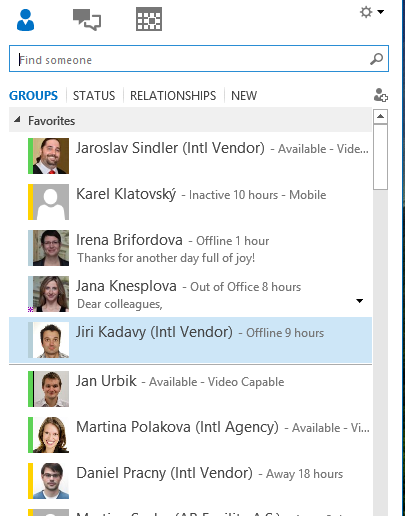 Find someone
GROUPS STATUS RELATIONSHIPS NEW
Favorites
Jaroslav Sindler (Intl Vendor) - Available - Vide...
Karel Klatovský - Inactive 10 hours - Mobile
Irena Brifordova - Offline 1 hour
Thanks for another day full of joy!
Jana Knesplova - Out of Office 8 hours
Dear colleagues,
Jiri Kadavy (Intl Vendor) - Offline 9 hours
Jan Urbik - Available - Video Capable
Martina Polakova (Intl Agency) - Available - Vi...
Daniel Pracny (Intl Vendor) - Away 18 hours